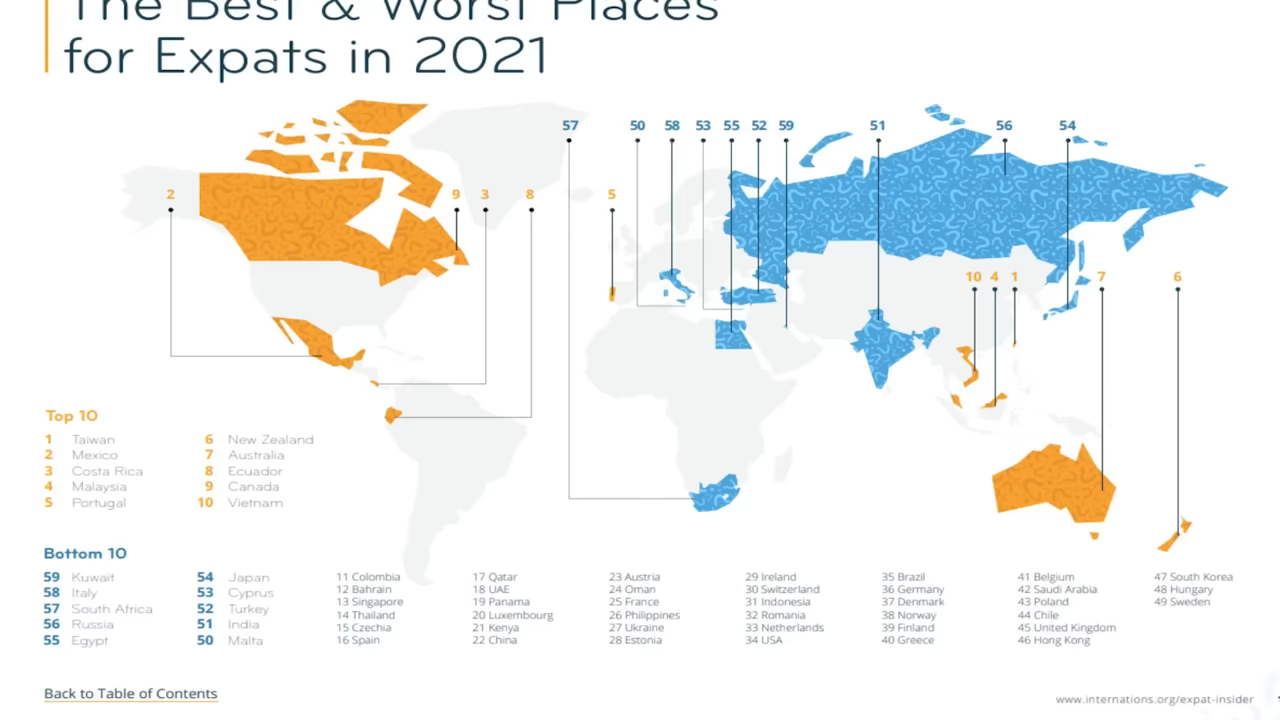 The Best & Worst Places
for Expats in 2021
57 50 58 53 55 52 59 51 56 54
2 9 3 8 5
10 4 1 7 6
Top 10
1 Taiwan
2 Mexico
3 Costa Rica
4 Malaysia
5 Portugal
6 New Zealand
7 Australia
8 Ecuador
9 Canada
10 Vietnam
Bottom 10
59 Kuwait
58 Italy
57 South Africa
56 Russia
55 Egypt
54 Japan
53 Cyprus
52 Turkey
51 India
50 Malta
11 Colombia
12 Bahrain
13 Singapore
14 Thailand
15 Czechia
16 Spain
17 Qatar
18 UAE
19 Panama
20 Luxembourg
21 Kenya
22 China
23 Austria
24 Oman
25 France
26 Philippines
27 Ukraine
28 Estonia
29 Ireland
30 Switzerland
31 Indonesia
32 Romania
33 Netherlands
34 USA
35 Brazil
36 Germany
37 Denmark
38 Norway
39 Finland
40 Greece
41 Belgium
42 Saudi Arabia
43 Poland
44 Chile
45 United Kingdom
46 Hong Kong
47 South Korea
48 Hungary
49 Sweden
Back to Table of Contents
www.internations.org/expat-insider